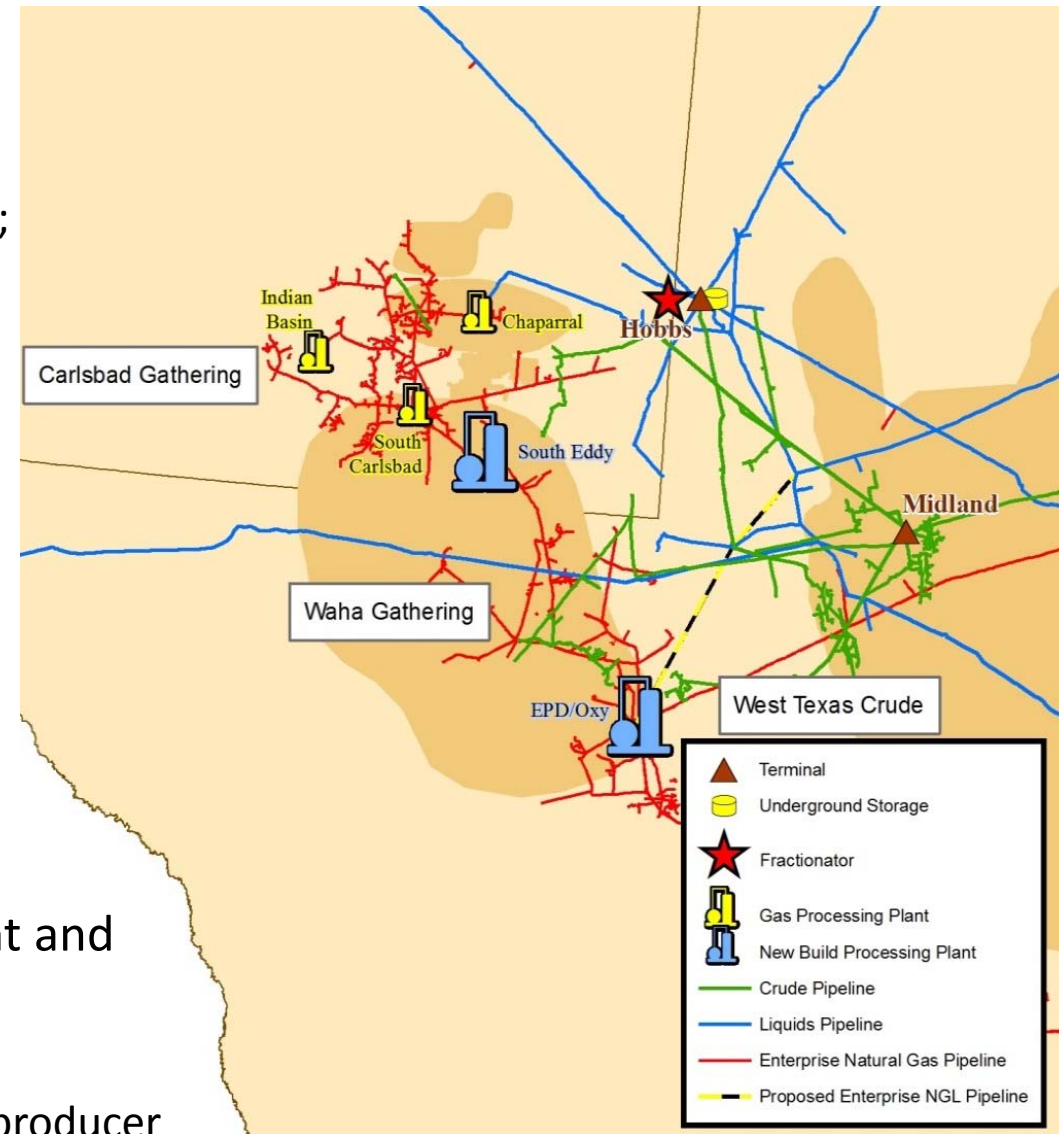 ;
Indian
Basin
Chaparral
Hobbs
Carlsbad Gathering
South
Carlsbad
South Eddy
Midland
Waha Gathering
EPD/Oxy
West Texas Crude
Terminal
Underground Storage
Fractionator
Gas Processing Plant
New Build Processing Plant
Crude Pipeline
Liquids Pipeline
Enterprise Natural Gas Pipeline
Proposed Enterprise NGL Pipeline
and
producer